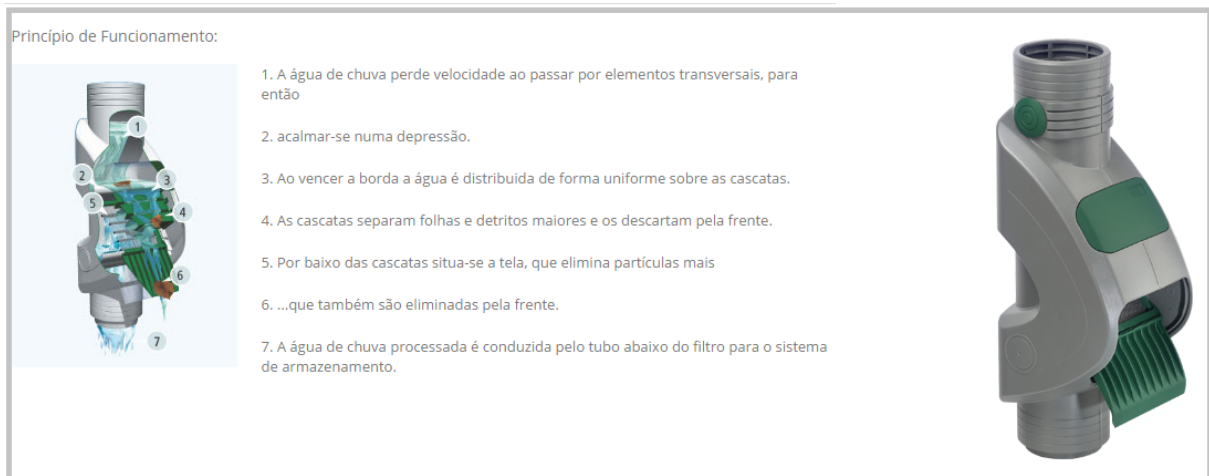 Princípio de Funcionamento:
1. A água de chuva perde velocidade ao passar por elementos transversais, para
então
2. acalmar-se numa depressão.
3. Ao vencer a borda a água é distribuida de forma uniforme sobre as cascatas.
4. As cascatas separam folhas e detritos maiores e os descartam pela frente.
5. Por baixo das cascatas situa-se a tela, que elimina partículas mais
6. ...que também são eliminadas pela frente.
7. A água de chuva processada é conduzida pelo tubo abaixo do filtro para o sistema
de armazenamento.
1
2
3
5
4
6
7